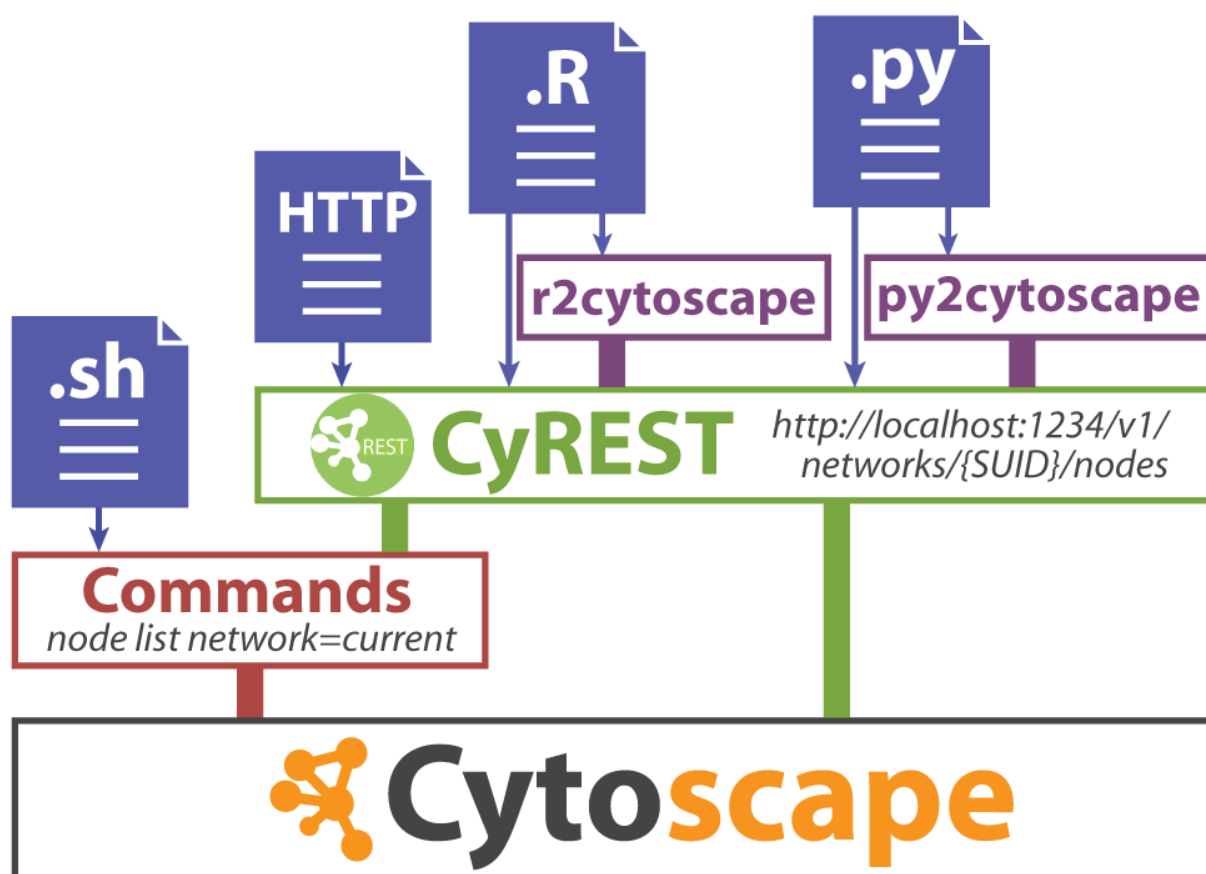 .R
.py
HTTP
r2cytoscape
py2cytoscape
.sh
REST
CyREST
http://localhost:1234/v1/
networks/{SUID}/nodes
Commands
node list network=current
Cytoscape